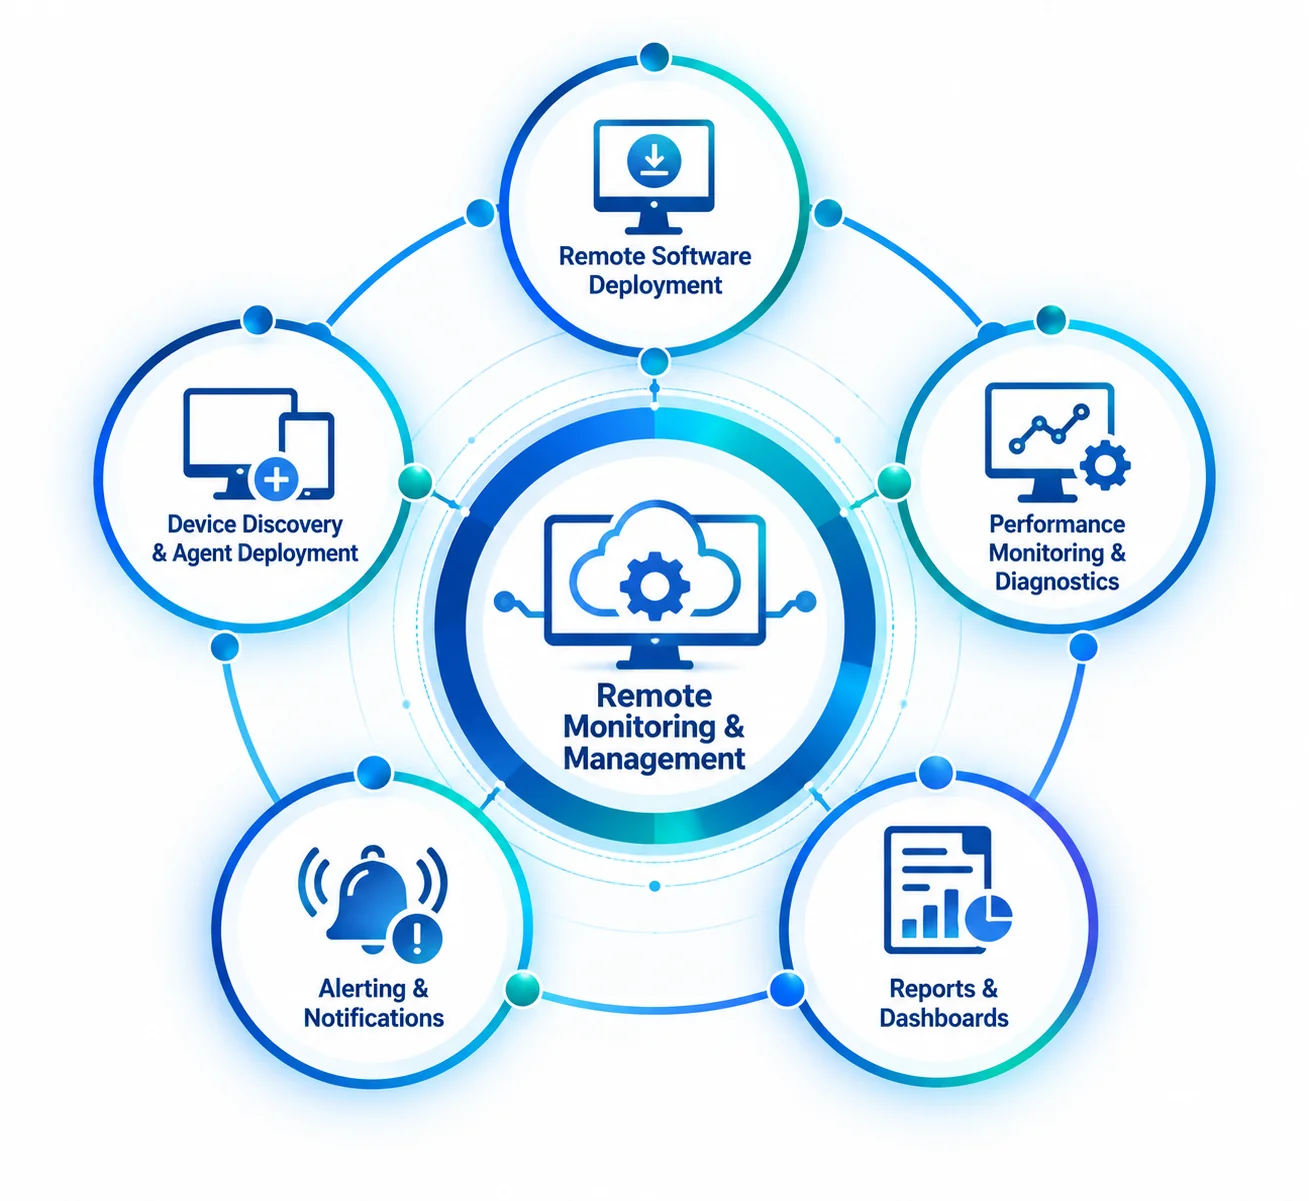 Remote Software
Deployment
Device Discovery
& Agent Deployment
Performance
Monitoring &
Diagnostics
Remote
Monitoring &
Management
Alerting &
Notifications
Reports &
Dashboards